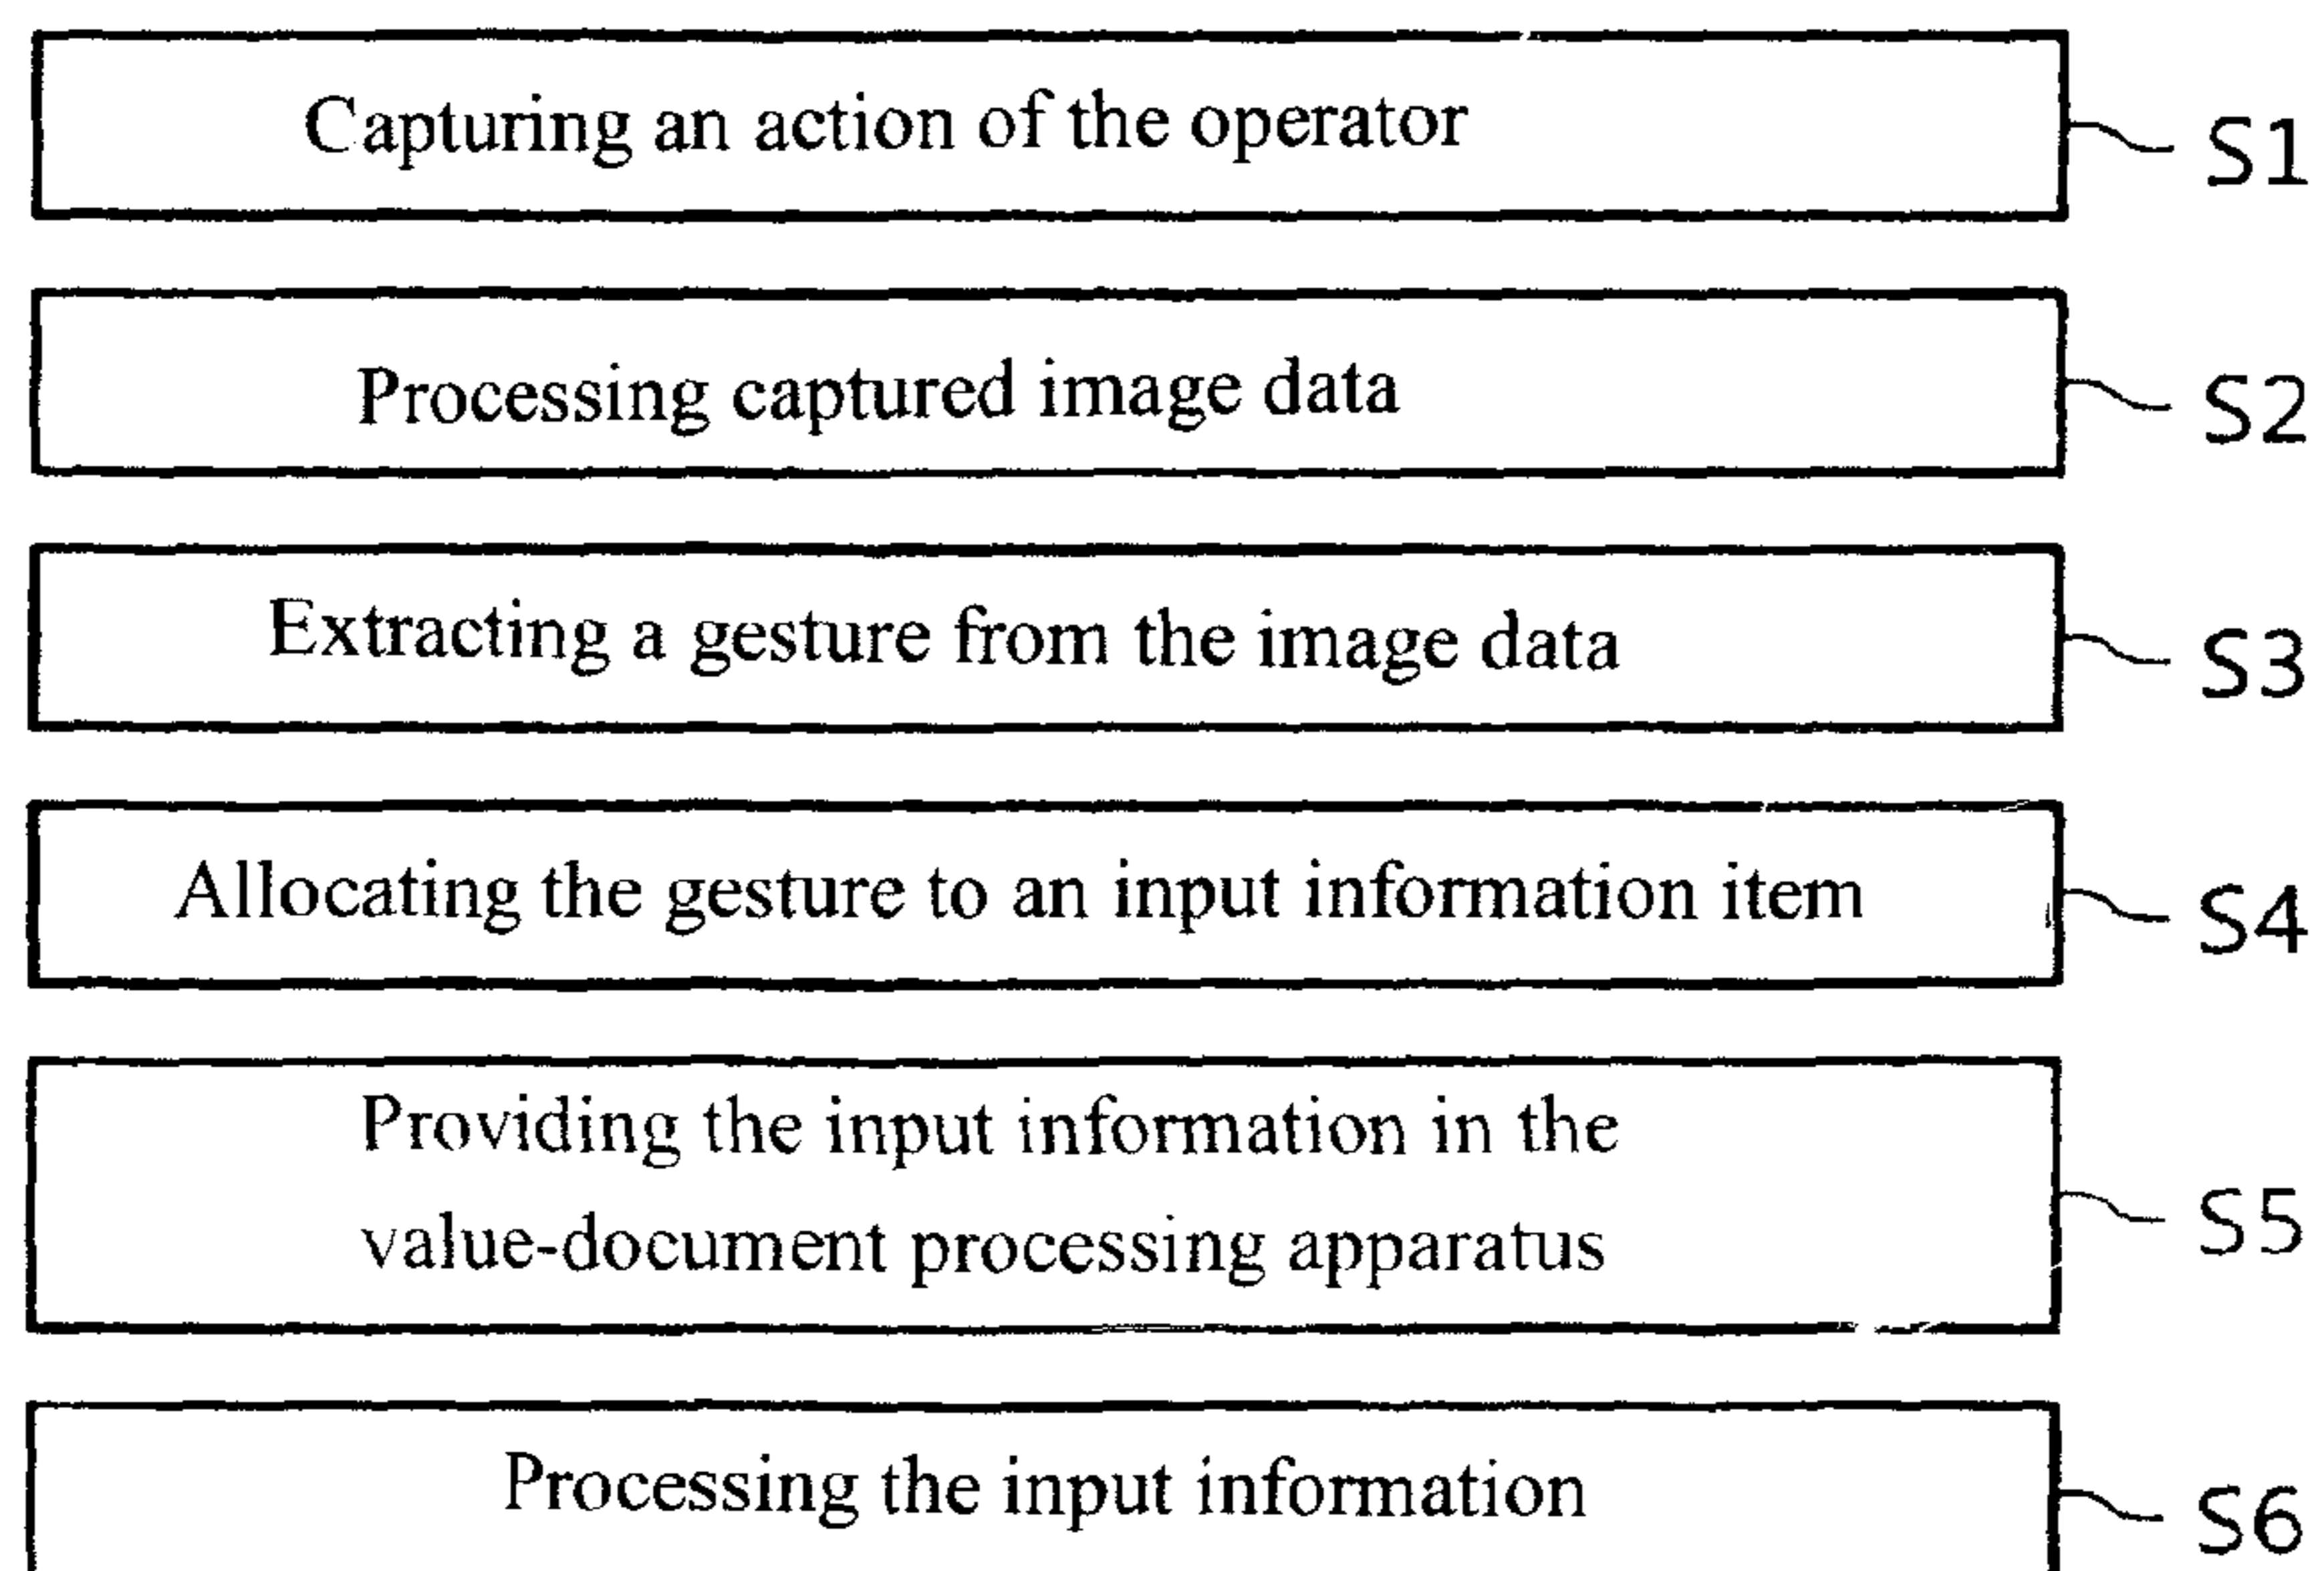 Capturing an action of the operator
S1
Processing captured image data
S2
Extracting a gesture from the image data
S3
Allocating the gesture to an input information item
S4
Providing the input information in the
value-document processing apparatus
S5
Processing the input information
S6